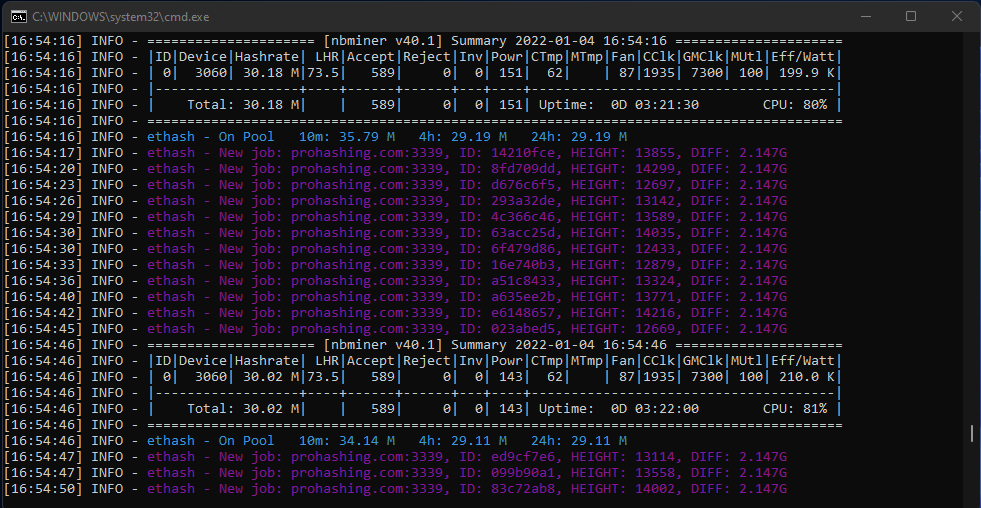 C:\WINDOWS\system32\cmd.exe
[16:54:16] INFO - ===================== [nbminer v40.1] Summary 2022-01-04 16:54:16 =====================
[16:54:16] INFO - |ID|Device|Hashrate| LHR|Accept|Reject|Inv|Powr|CTmp|MTmp|Fan|CClk|GMClk|MUtl|Eff/Watt|
[16:54:16] INFO - | 0|  3060| 30.18 M|73.5|   589|     0|  0| 151|  62|    | 87|1935| 7300| 100| 199.9 K|
[16:54:16] INFO - |------------------+----+------+------+---+----+--------------------------------------|
[16:54:16] INFO - |    Total: 30.18 M|    |   589|     0|  0| 151| Uptime:  0D 03:21:30        CPU: 80% |
[16:54:16] INFO - =======================================================================================
[16:54:16] INFO - ethash - On Pool   10m: 35.79 M   4h: 29.19 M   24h: 29.19 M
[16:54:17] INFO - ethash - New job: prohashing.com:3339, ID: 14210fce, HEIGHT: 13855, DIFF: 2.147G
[16:54:20] INFO - ethash - New job: prohashing.com:3339, ID: 8fd709dd, HEIGHT: 14299, DIFF: 2.147G
[16:54:23] INFO - ethash - New job: prohashing.com:3339, ID: d676c6f5, HEIGHT: 12697, DIFF: 2.147G
[16:54:26] INFO - ethash - New job: prohashing.com:3339, ID: 293a32de, HEIGHT: 13142, DIFF: 2.147G
[16:54:29] INFO - ethash - New job: prohashing.com:3339, ID: 4c366c46, HEIGHT: 13589, DIFF: 2.147G
[16:54:30] INFO - ethash - New job: prohashing.com:3339, ID: 63acc25d, HEIGHT: 14035, DIFF: 2.147G
[16:54:30] INFO - ethash - New job: prohashing.com:3339, ID: 6f479d86, HEIGHT: 12433, DIFF: 2.147G
[16:54:33] INFO - ethash - New job: prohashing.com:3339, ID: 16e740b3, HEIGHT: 12879, DIFF: 2.147G
[16:54:36] INFO - ethash - New job: prohashing.com:3339, ID: a51c8433, HEIGHT: 13324, DIFF: 2.147G
[16:54:40] INFO - ethash - New job: prohashing.com:3339, ID: a635ee2b, HEIGHT: 13771, DIFF: 2.147G
[16:54:42] INFO - ethash - New job: prohashing.com:3339, ID: e6148657, HEIGHT: 14216, DIFF: 2.147G
[16:54:45] INFO - ethash - New job: prohashing.com:3339, ID: 023abed5, HEIGHT: 12669, DIFF: 2.147G
[16:54:46] INFO - ===================== [nbminer v40.1] Summary 2022-01-04 16:54:46 =====================
[16:54:46] INFO - |ID|Device|Hashrate| LHR|Accept|Reject|Inv|Powr|CTmp|MTmp|Fan|CClk|GMClk|MUtl|Eff/Watt|
[16:54:46] INFO - | 0|  3060| 30.02 M|73.5|   589|     0|  0| 143|  62|    | 87|1935| 7300| 100| 210.0 K|
[16:54:46] INFO - |------------------+----+------+------+---+----+--------------------------------------|
[16:54:46] INFO - |    Total: 30.02 M|    |   589|     0|  0| 143| Uptime:  0D 03:22:00        CPU: 81% |
[16:54:46] INFO - =======================================================================================
[16:54:46] INFO - ethash - On Pool   10m: 34.14 M   4h: 29.11 M   24h: 29.11 M
[16:54:47] INFO - ethash - New job: prohashing.com:3339, ID: ed9cf7e6, HEIGHT: 13114, DIFF: 2.147G
[16:54:47] INFO - ethash - New job: prohashing.com:3339, ID: 099b90a1, HEIGHT: 13558, DIFF: 2.147G
[16:54:50] INFO - ethash - New job: prohashing.com:3339, ID: 83c72ab8, HEIGHT: 14002, DIFF: 2.147G